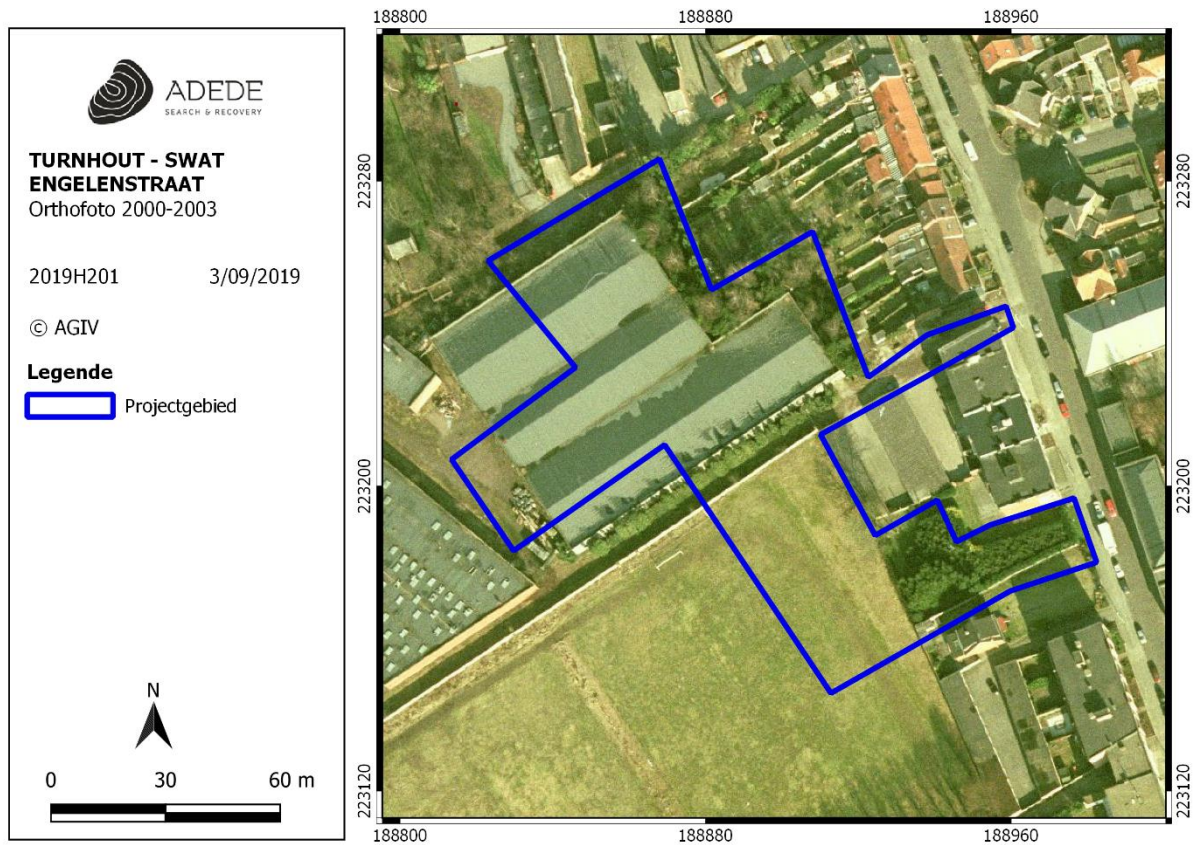 ADEDE
SEARCH & RECOVERY
TURNHOUT - SWAT
ENGELENSTRAAT
Orthofoto 2000-2003
2019H201 3/09/2019
© AGIV
Legende
Projectgebied
N
0 30 60 m
188800 188880 188960
223280 223280
223200 223200
223120 223120
188800 188880 188960